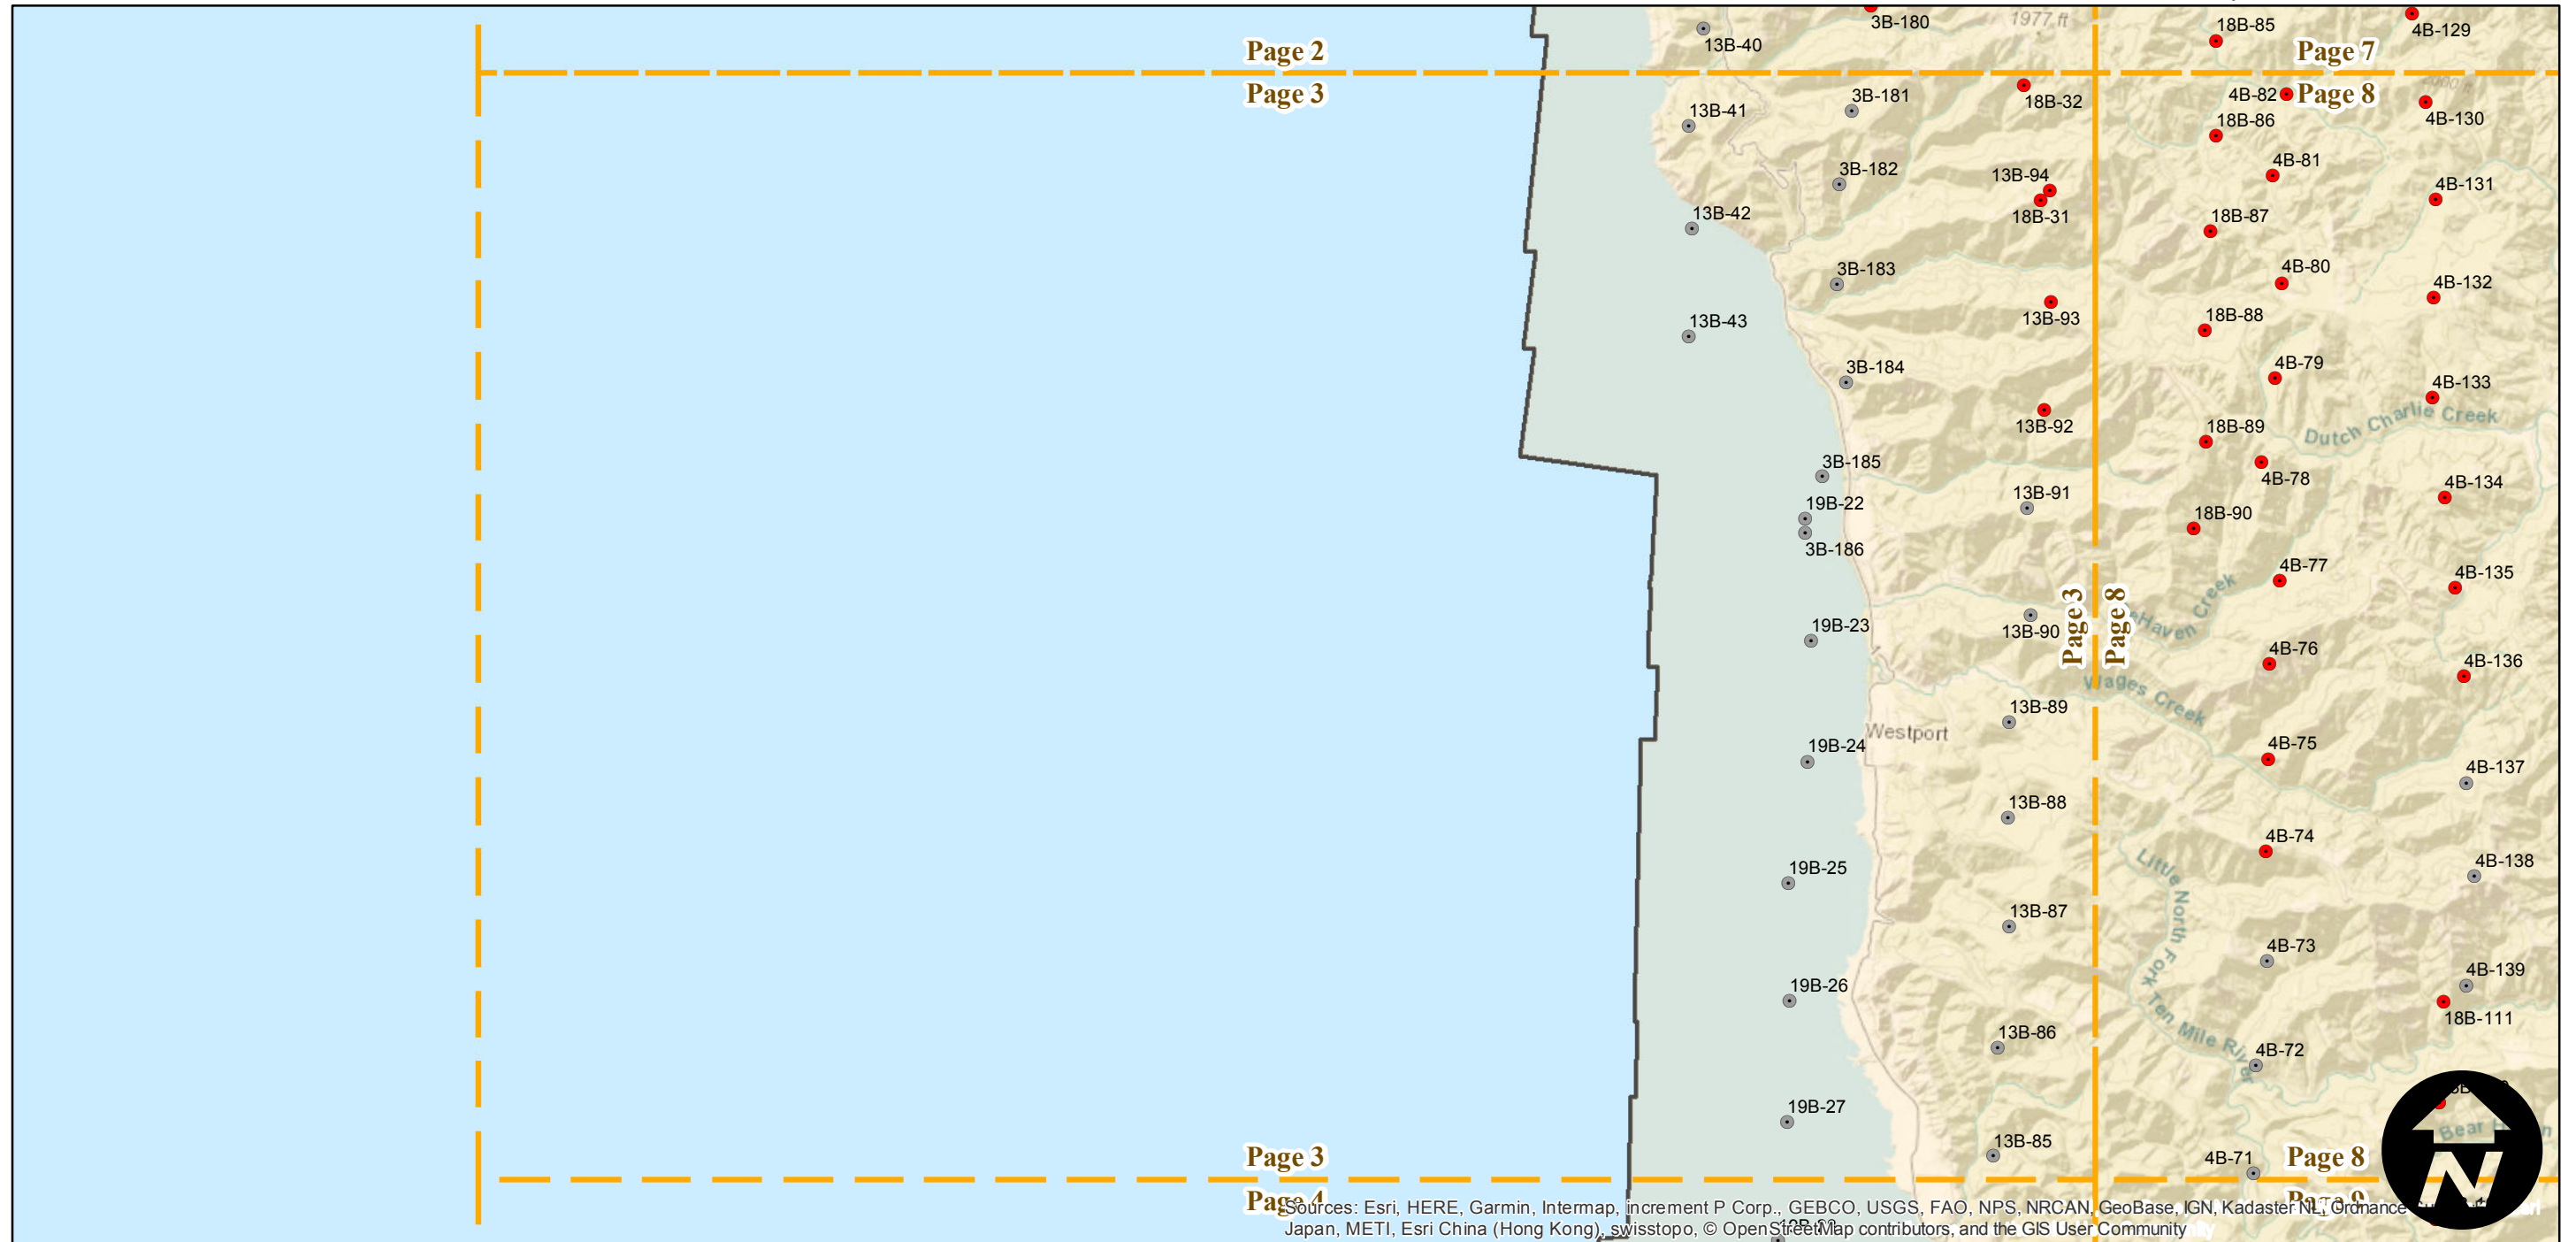 3B-180
1977 ft
18B-85
4B-129
13B-40
Page 2
Page 7
Page 3
Page 8
3B-181
18B-32
4B-82
13B-41
18B-86
4B-130
4B-81
3B-182
13B-94
4B-131
13B-42
18B-31
18B-87
3B-183
4B-80
4B-132
13B-43
13B-93
18B-88
3B-184
4B-79
4B-133
Dutch Charlie Creek
13B-92
18B-89
3B-185
4B-78
4B-134
19B-22
13B-91
18B-90
3B-186
4B-77
4B-135
Haven Creek
19B-23
13B-90
Page 3
Page 8
4B-76
4B-136
Wages Creek
13B-89
Westport
19B-24
4B-75
4B-137
13B-88
4B-74
4B-138
19B-25
Little North Fork Ten Mile River
13B-87
4B-73
4B-139
19B-26
18B-111
13B-86
4B-72
19B-27
Bear
13B-85
4B-71
Page 3
Page 8
N
Page 4
Page 9
Sources: Esri, HERE, Garmin, Intermap, increment P Corp., GEBCO, USGS, FAO, NPS, NRCAN, GeoBase, IGN, Kadaster NL, Ordnance
Japan, METI, Esri China (Hong Kong), swisstopo, © OpenStreetMap contributors, and the GIS User Community